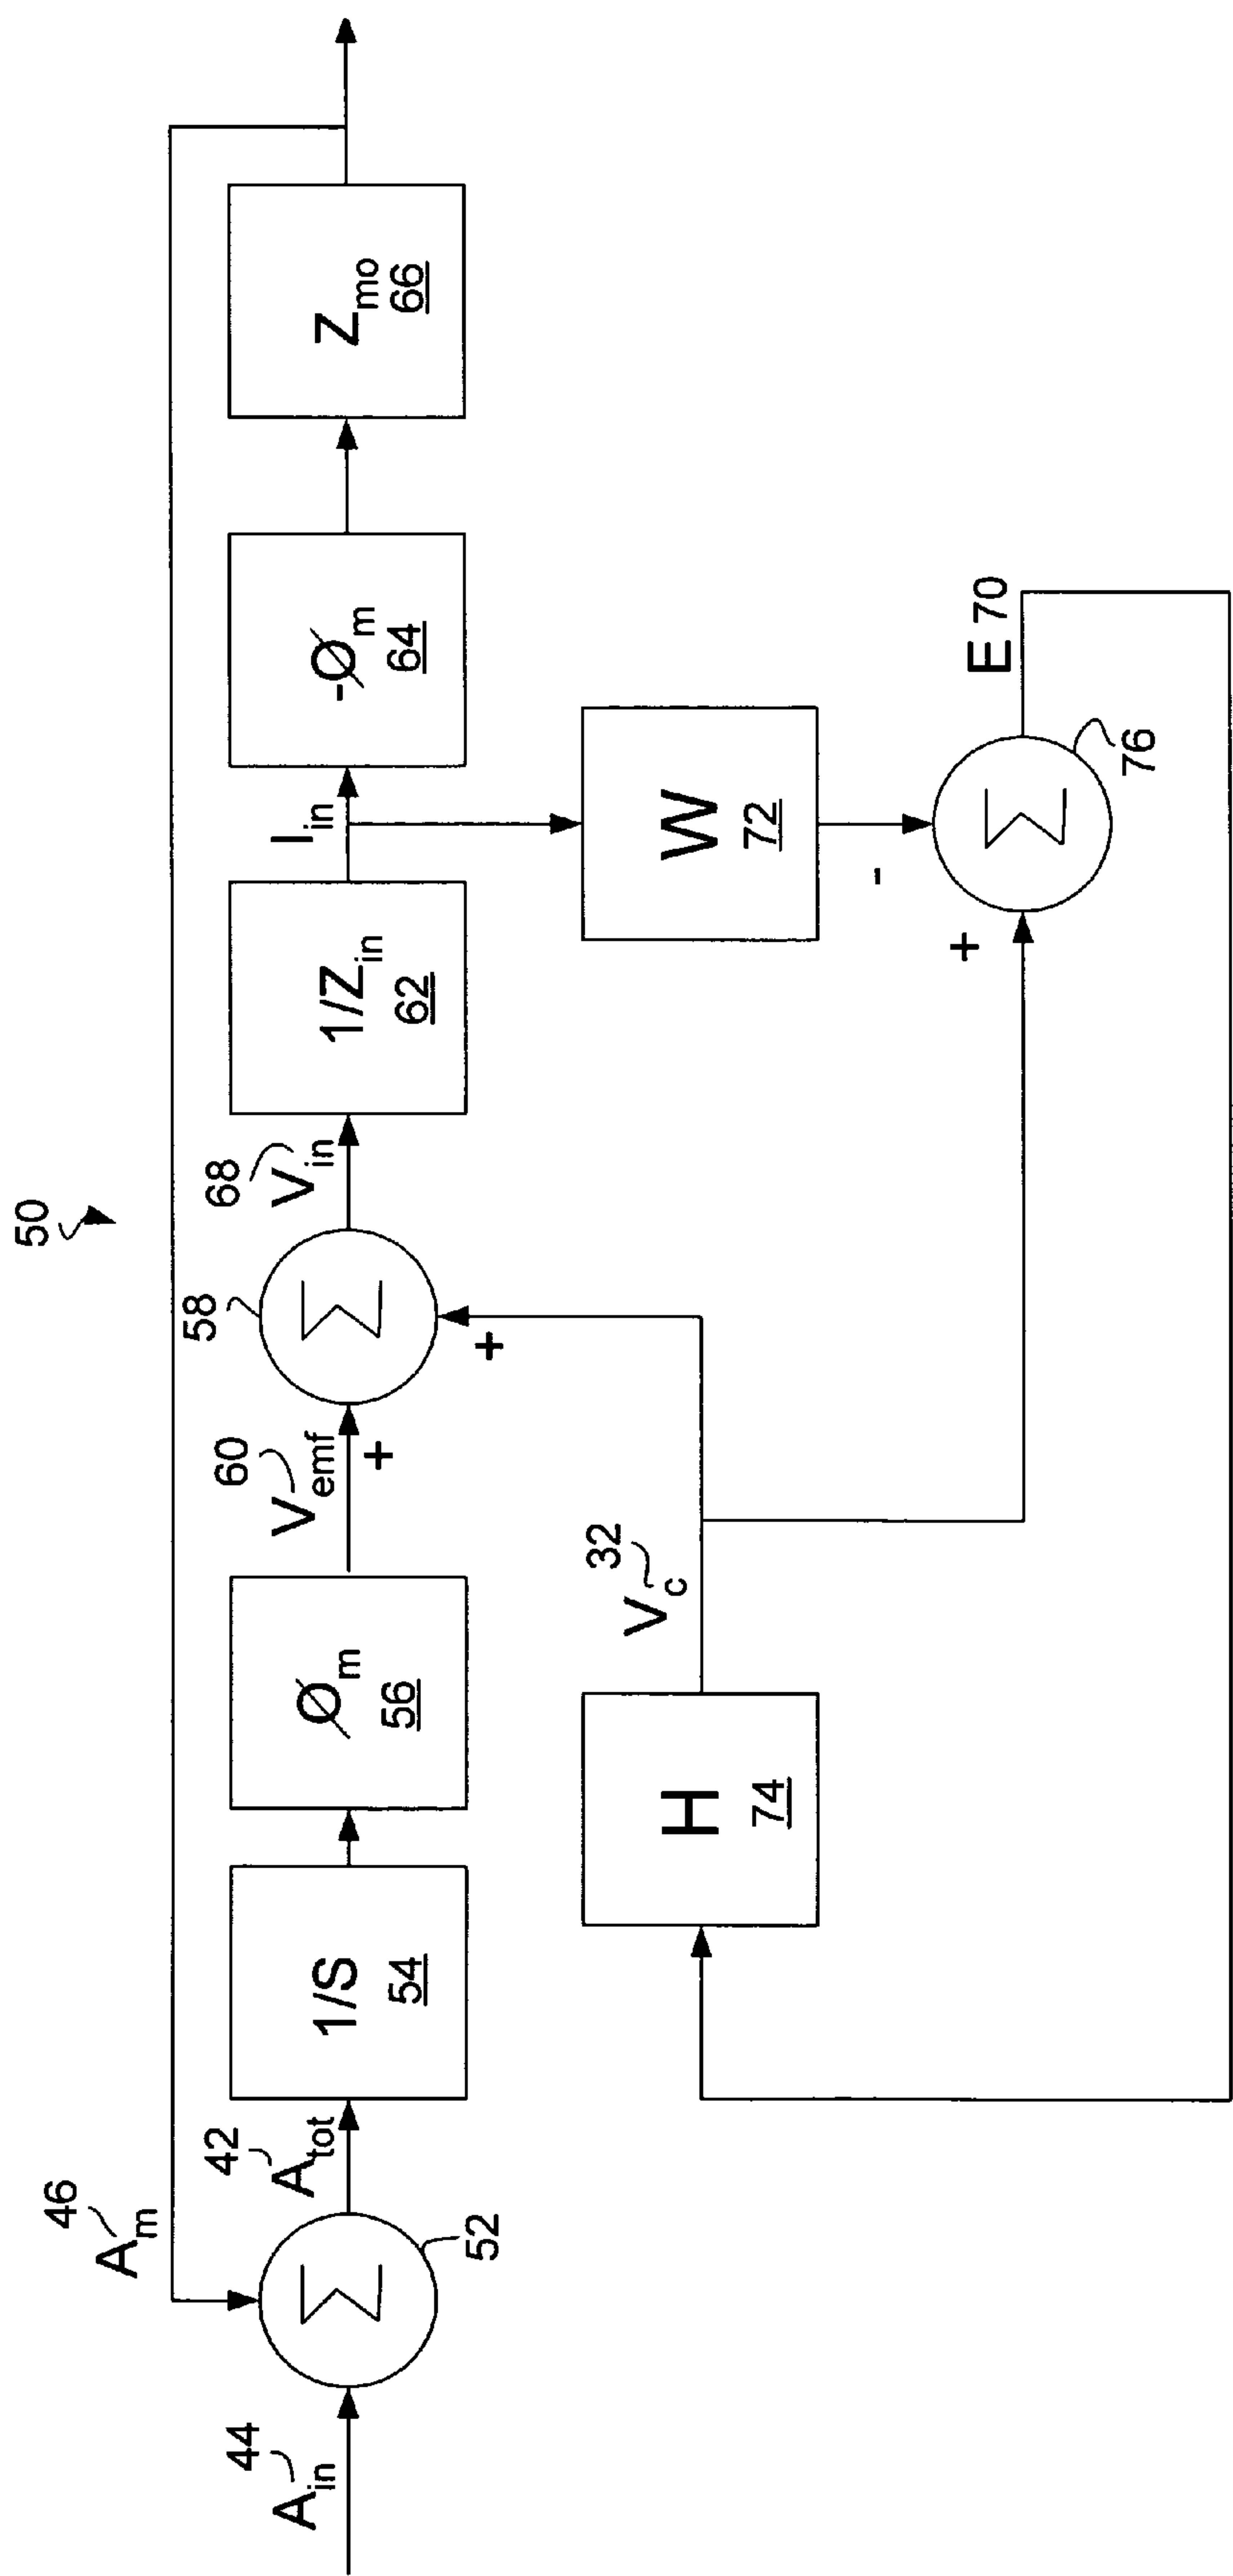 50
46
A_m
44
A_in
Σ
52
42
A_tot
1/S
54
Ø_m
56
60
V_emf
+
58
Σ
+
68
V_in
1/Z_in
62
I_in
-Ø_m
64
Z_mo
66
H
74
32
V_c
W
72
-
+
Σ
76
E 70